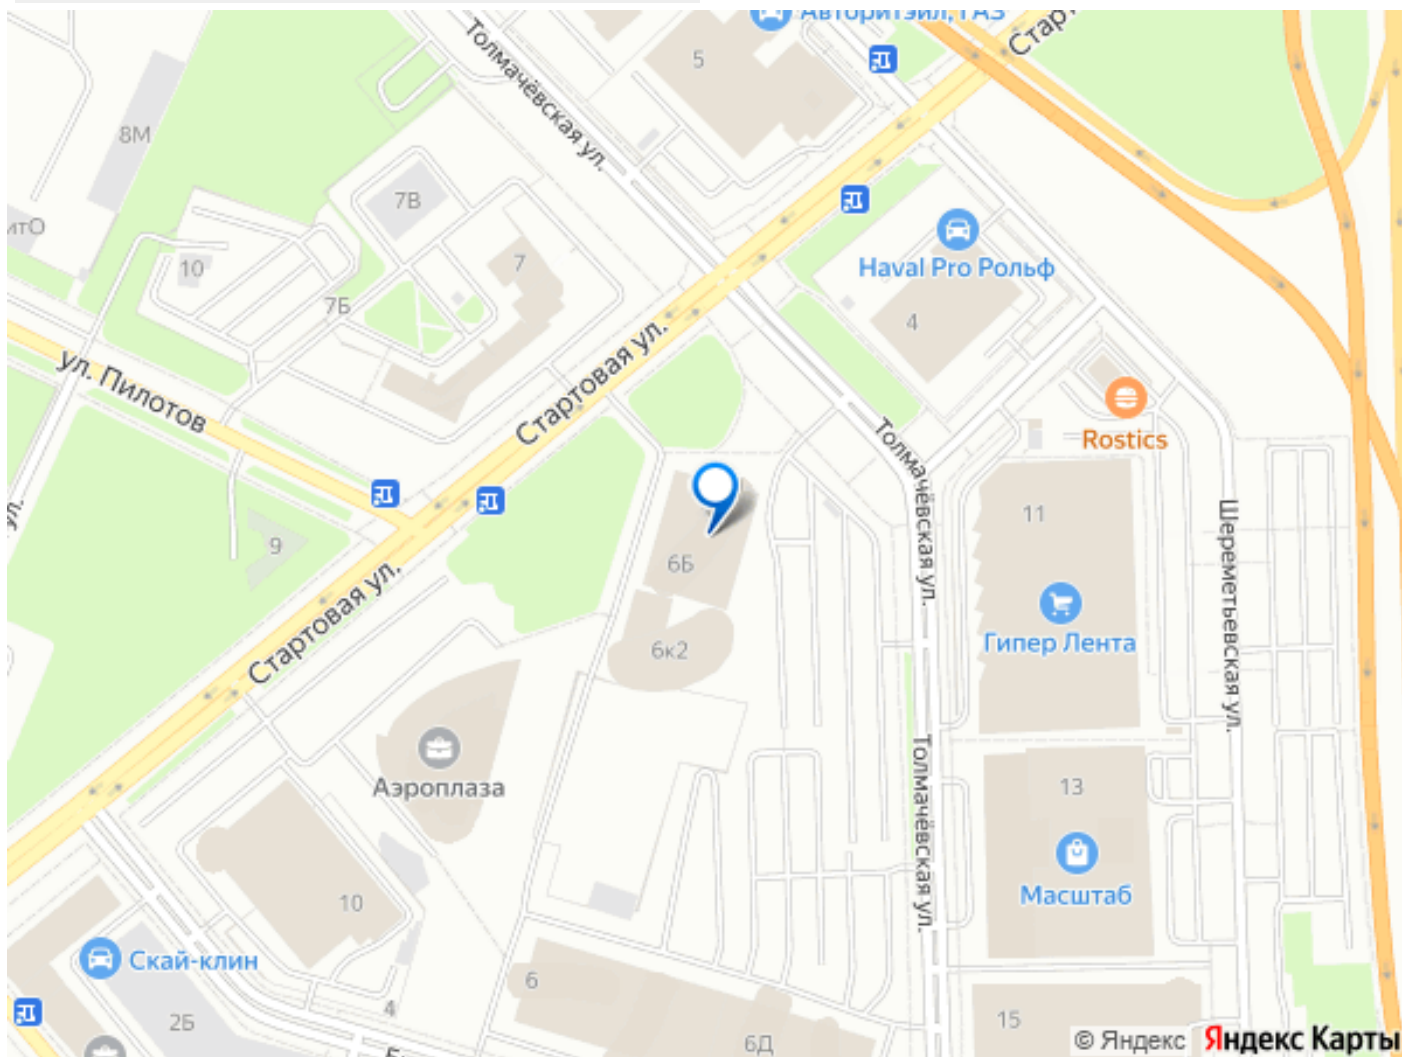 Авторитэйл, ГАЗ
Толмачёвская ул.
5
8М
7В
10
7
7Б
Haval Pro Рольф
4
ул. Пилотов
Стартовая ул.
Rostics
Толмачёвская ул.
11
Шереметьевская ул.
9
6Б
Гипер Лента
6к2
Стартовая ул.
Аэроплаза
Толмачёвская ул.
13
Масштаб
10
Скай-клин
6
4
2Б
15
6Д
© Яндекс Яндекс Карты